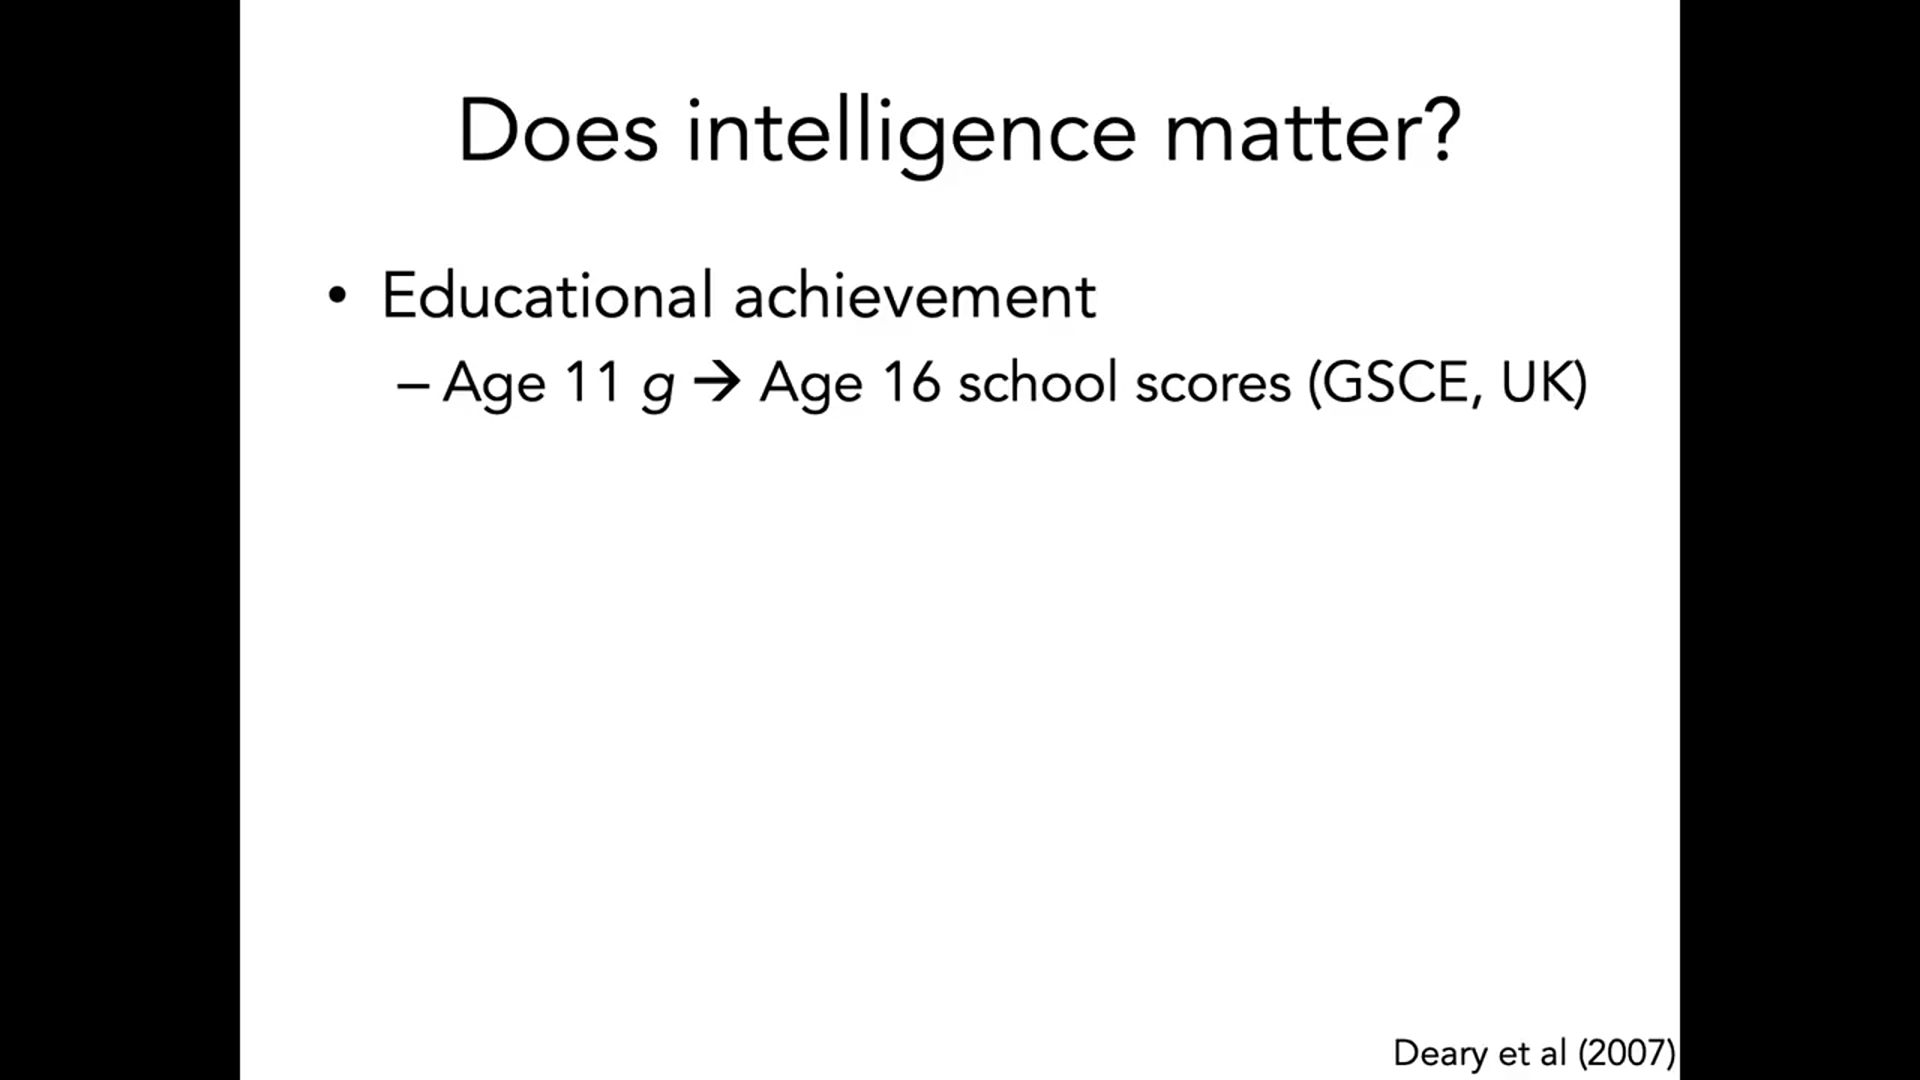 Does intelligence matter?
• Educational achievement
– Age 11 g → Age 16 school scores (GSCE, UK)
Deary et al (2007)